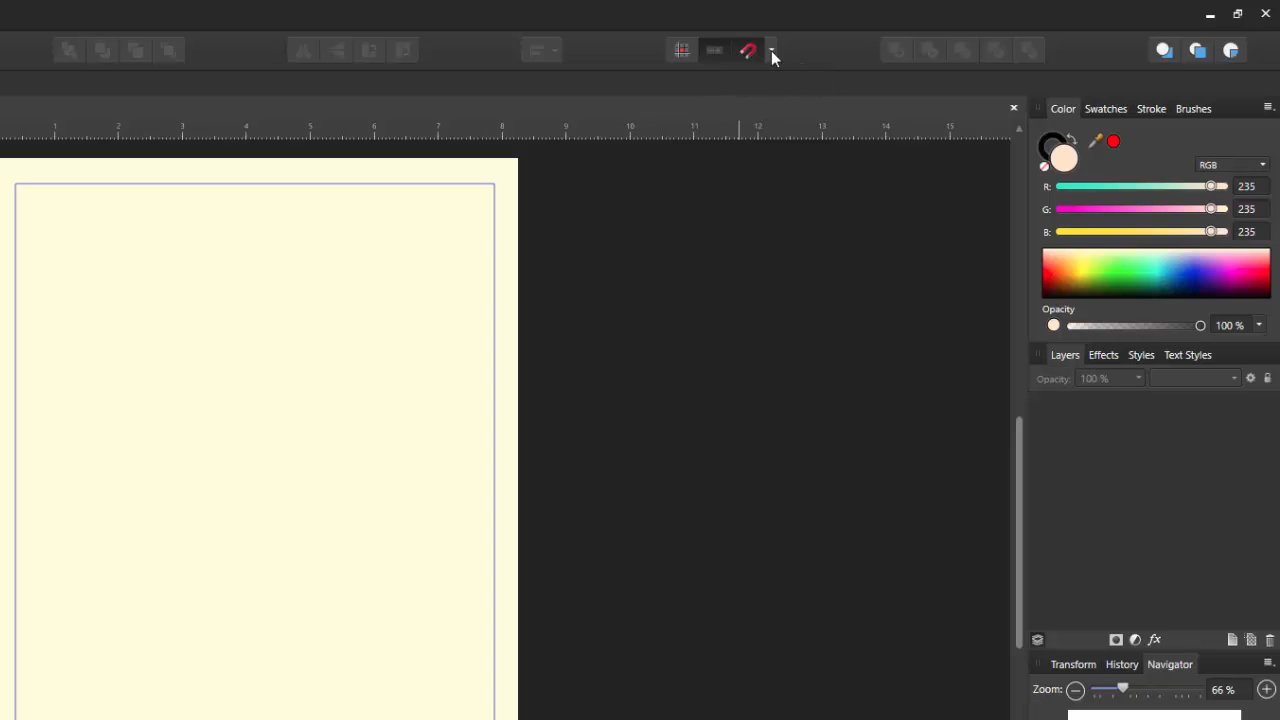 1 2 3 4 5 6 7 8 9 10 11 12 13 14 15
Color Swatches Stroke Brushes
RGB
R: 235
G: 235
B: 235
Opacity
100 %
Layers Effects Styles Text Styles
Opacity: 100 %
fx
Transform History Navigator
Zoom: 66 %